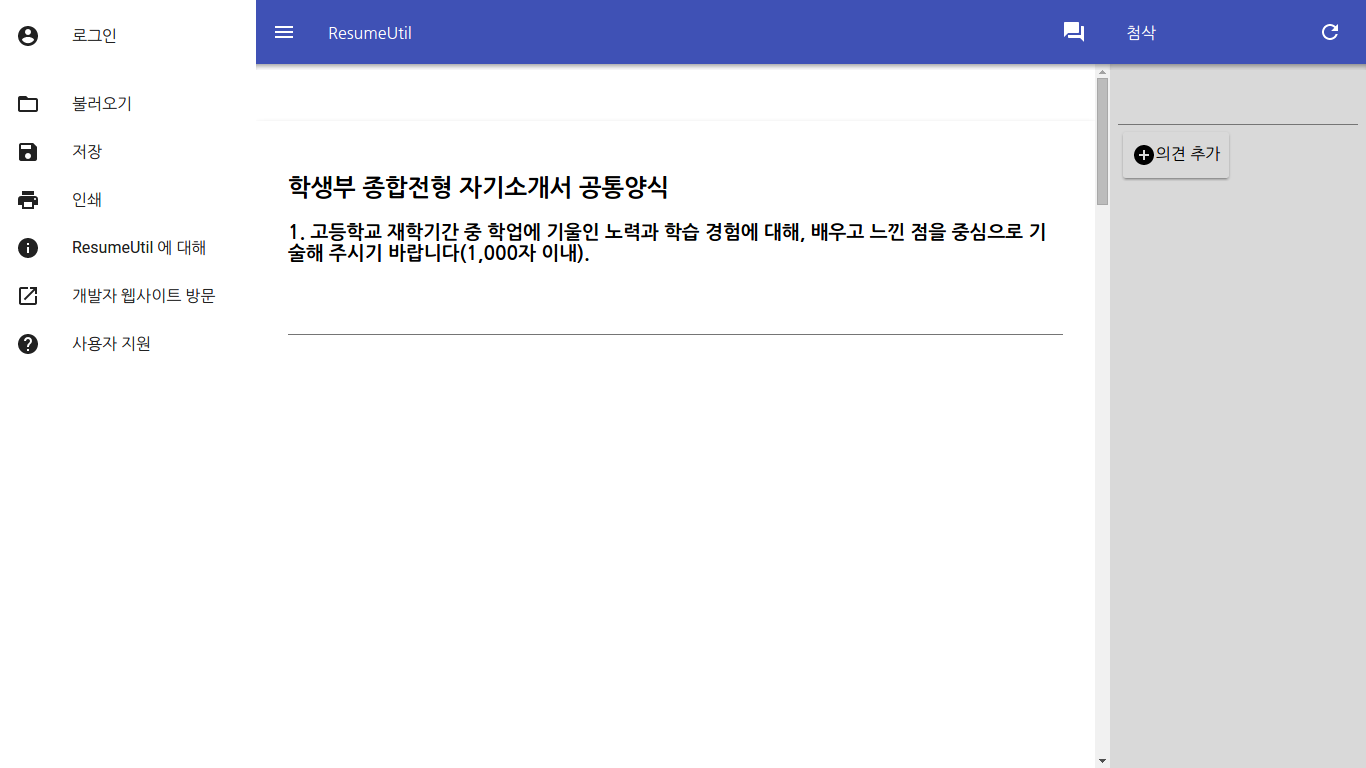 로그인
불러오기
저장
인쇄
ResumeUtil 에 대해
개발자 웹사이트 방문
사용자 지원
ResumeUtil
첨삭
학생부 종합전형 자기소개서 공통양식
1. 고등학교 재학기간 중 학업에 기울인 노력과 학습 경험에 대해, 배우고 느낀 점을 중심으로 기
술해 주시기 바랍니다(1,000자 이내).
의견 추가